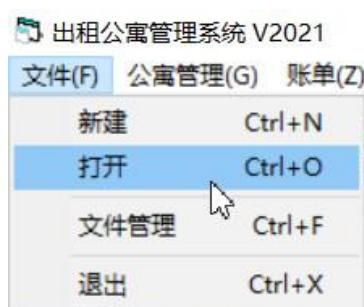 出租公寓管理系统 V2021
文件(F) 公寓管理(G) 账单(Z)
新建 Ctrl+N
打开 Ctrl+O
文件管理 Ctrl+F
退出 Ctrl+X